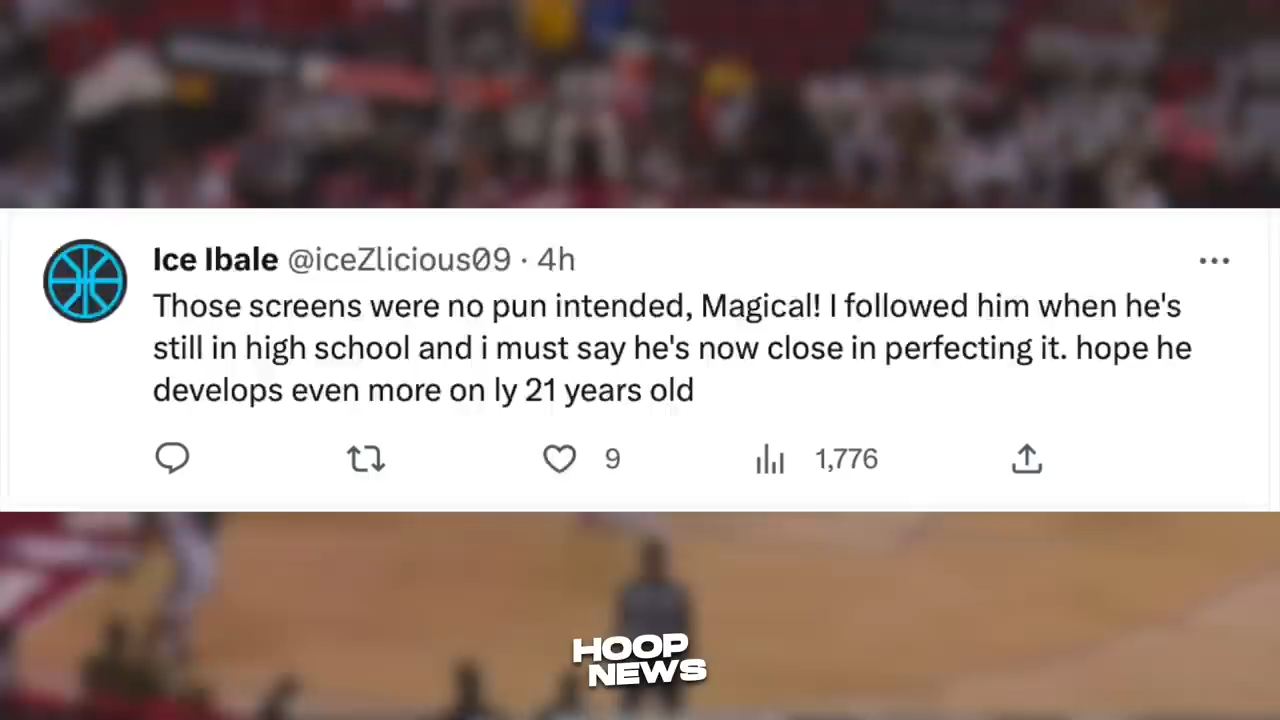 Ice Ibale @iceZlicious09 · 4h
Those screens were no pun intended, Magical! I followed him when he's
still in high school and i must say he's now close in perfecting it. hope he
develops even more on ly 21 years old
9 1,776
HOOP
NEWS